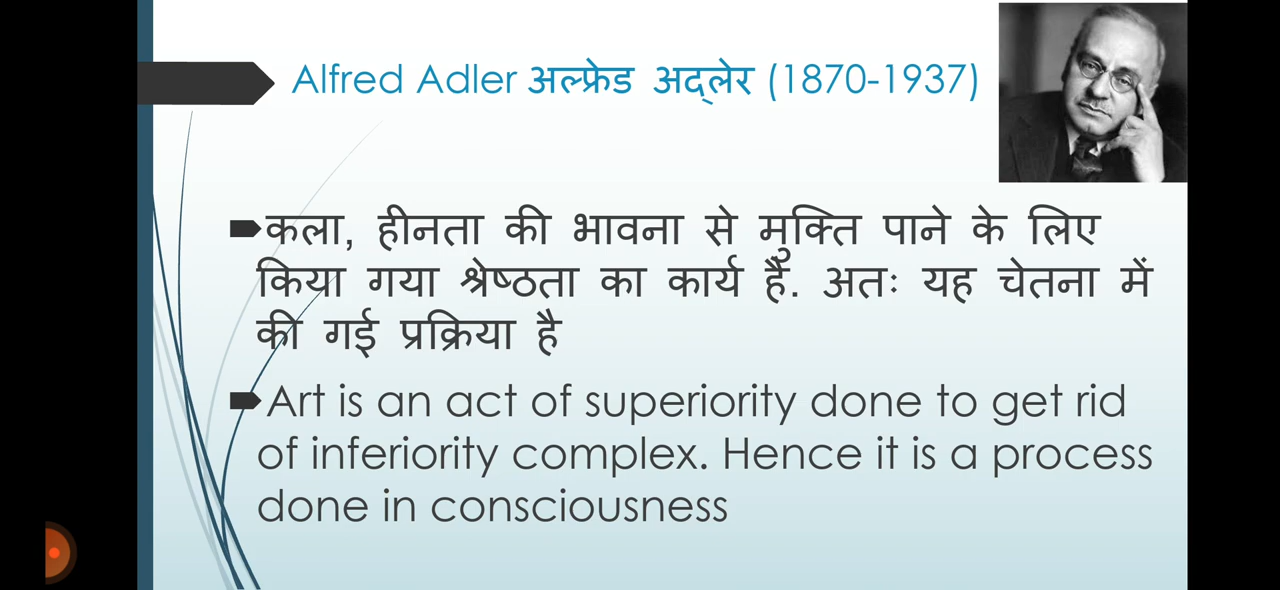 Alfred Adler अल्फ्रेड अद्लेर (1870-1937)
कला, हीनता की भावना से मुक्ति पाने के लिए
किया गया श्रेष्ठता का कार्य है. अतः यह चेतना में
की गई प्रक्रिया है
Art is an act of superiority done to get rid
of inferiority complex. Hence it is a process
done in consciousness